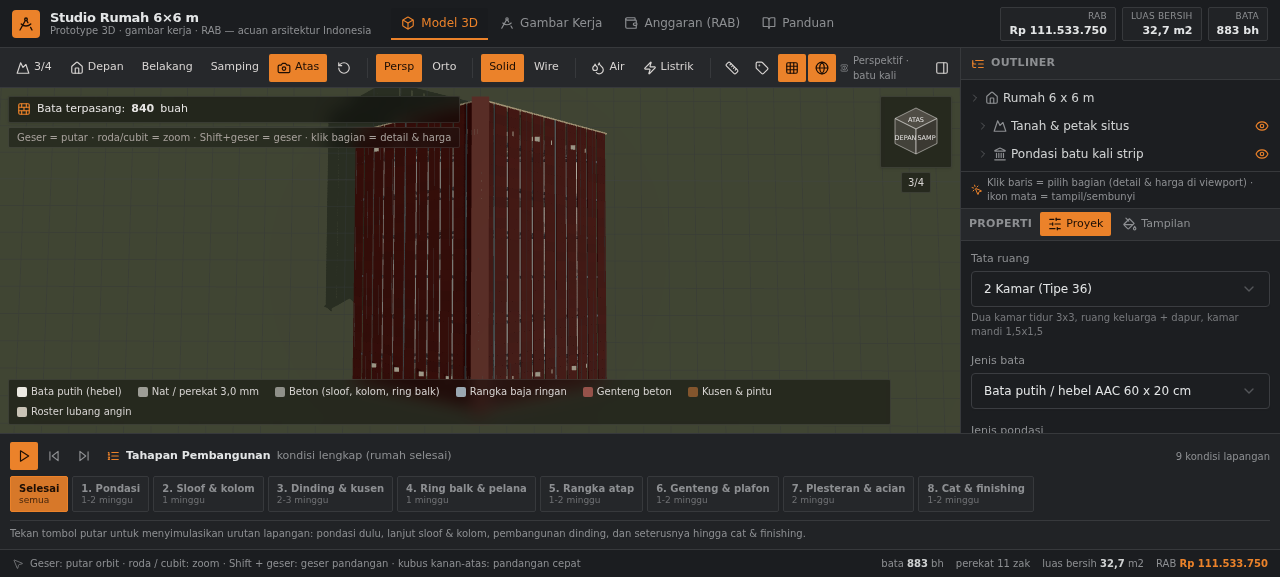 Studio Rumah 6×6 m
Prototype 3D · gambar kerja · RAB — acuan arsitektur Indonesia
Model 3D
Gambar Kerja
Anggaran (RAB)
Panduan
RAB
Rp 111.533.750
LUAS BERSIH
32,7 m2
BATA
883 bh
3/4
Depan
Belakang
Samping
Atas
Persp
Orto
Solid
Wire
Air
Listrik
Perspektif ·
batu kali
Bata terpasang: 840 buah
Geser = putar · roda/cubit = zoom · Shift+geser = geser · klik bagian = detail & harga
ATAS
DEPAN
SAMP
3/4
Bata putih (hebel)
Nat / perekat 3,0 mm
Beton (sloof, kolom, ring balk)
Rangka baja ringan
Genteng beton
Kusen & pintu
Roster lubang angin
OUTLINER
Rumah 6 x 6 m
Tanah & petak situs
Pondasi batu kali strip
Klik baris = pilih bagian (detail & harga di viewport) ·
ikon mata = tampil/sembunyi
PROPERTI
Proyek
Tampilan
Tata ruang
2 Kamar (Tipe 36)
Dua kamar tidur 3x3, ruang keluarga + dapur, kamar
mandi 1,5x1,5
Jenis bata
Bata putih / hebel AAC 60 x 20 cm
Jenis pondasi
Tahapan Pembangunan kondisi lengkap (rumah selesai)
9 kondisi lapangan
Selesai
semua
1. Pondasi
1-2 minggu
2. Sloof & kolom
1 minggu
3. Dinding & kusen
2-3 minggu
4. Ring balk & pelana
1 minggu
5. Rangka atap
1-2 minggu
6. Genteng & plafon
1-2 minggu
7. Plesteran & acian
2 minggu
8. Cat & finishing
1-2 minggu
Tekan tombol putar untuk menyimulasikan urutan lapangan: pondasi dulu, lanjut sloof & kolom, pembangunan dinding, dan seterusnya hingga cat & finishing.
Geser: putar orbit · roda / cubit: zoom · Shift + geser: geser pandangan · kubus kanan-atas: pandangan cepat
bata 883 bh
perekat 11 zak
luas bersih 32,7 m2
RAB Rp 111.533.750